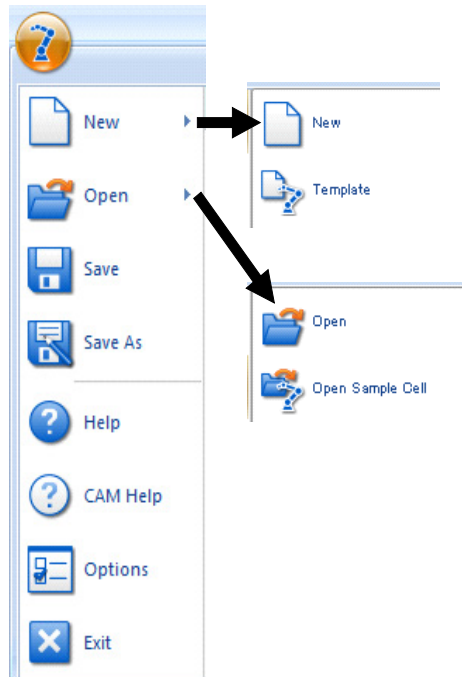 New
Open
Save
Save As
Help
CAM Help
Options
Exit
New
Template
Open
Open Sample Cell